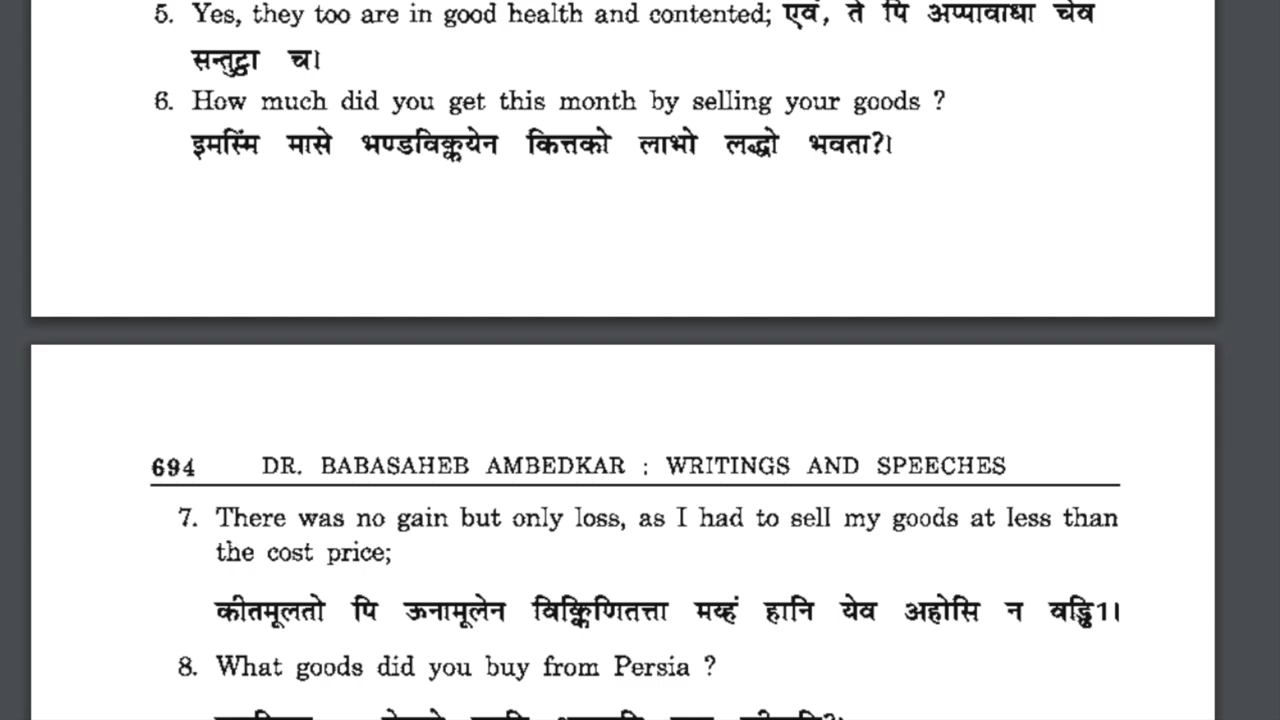 5. Yes, they too are in good health and contented; एवं, ते पि अप्पावाधा चेव
सन्तुट्ठा च।
6. How much did you get this month by selling your goods ?
इमस्मिं मासे भण्डविक्कयेन कित्तको लाभो लद्धो भवता?।
694 DR. BABASAHEB AMBEDKAR : WRITINGS AND SPEECHES
7. There was no gain but only loss, as I had to sell my goods at less than
the cost price;
कीतमूलतो पि ऊनामूलेन विक्किणितत्ता मय्हं हानि येव अहोसि न वड्ढि1।
8. What goods did you buy from Persia ?